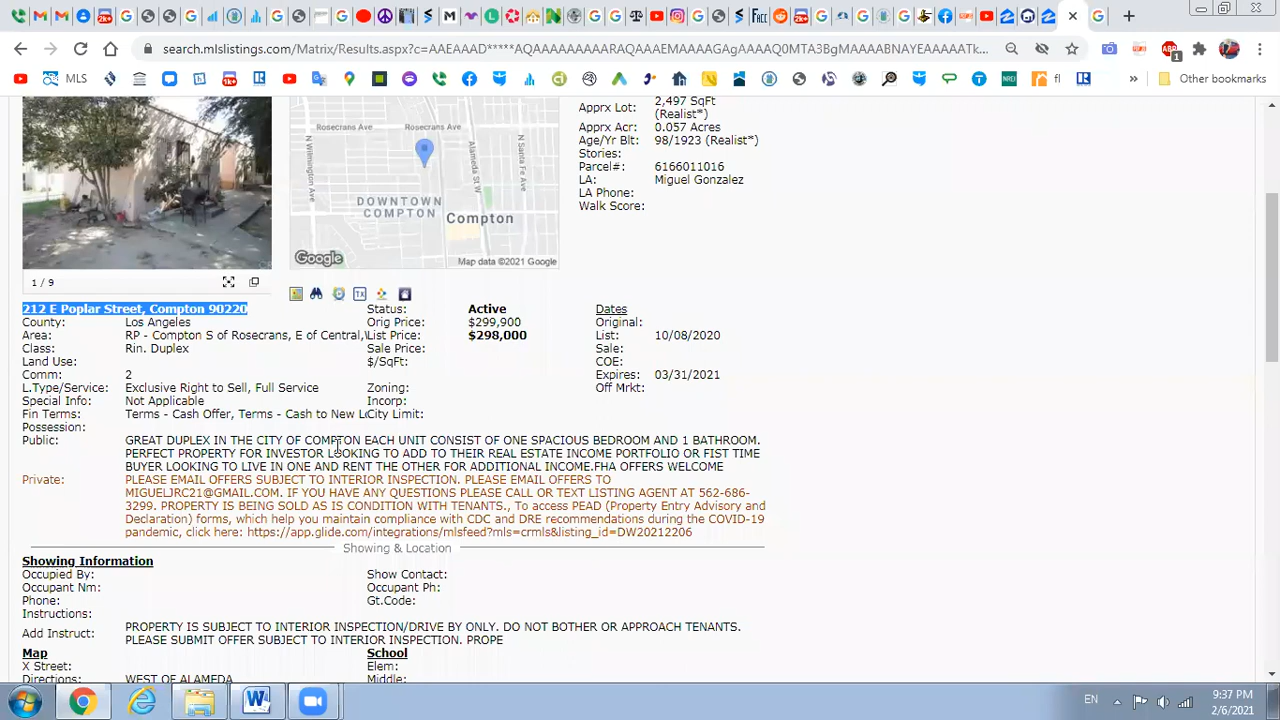 search.mlslistings.com/Matrix/Results.aspx?c=AAEAAAD*****AQAAAAAAAAARAQAAAEMAAAAGAgAAAAQ0MTA3BgMAAAABNAYEAAAAATk...
MLS
»
Other bookmarks
Rosecrans Ave
Rosecrans Ave
N Wilmington Ave
Alameda St W
N Santa Fe Ave
DOWNTOWN
COMPTON
Compton
Google
Map data ©2021 Google
Apprx Lot: 2,497 SqFt
(Realist*)
Apprx Acr: 0.057 Acres
Age/Yr Blt: 98/1923 (Realist*)
Stories:
Parcel#: 6166011016
LA: Miguel Gonzalez
LA Phone:
Walk Score:
1 / 9
212 E Poplar Street, Compton 90220 Status: Active Dates
County: Los Angeles Orig Price: $299,900 Original:
Area: RP - Compton S of Rosecrans, E of Central, List Price: $298,000 List: 10/08/2020
Class: Rin. Duplex Sale Price: Sale:
Land Use: $/SqFt: COE:
Comm: 2 Expires: 03/31/2021
L.Type/Service: Exclusive Right to Sell, Full Service Zoning: Off Mrkt:
Special Info: Not Applicable Incorp:
Fin Terms: Terms - Cash Offer, Terms - Cash to New L City Limit:
Possession:
Public: GREAT DUPLEX IN THE CITY OF COMPTON EACH UNIT CONSIST OF ONE SPACIOUS BEDROOM AND 1 BATHROOM.
PERFECT PROPERTY FOR INVESTOR LOOKING TO ADD TO THEIR REAL ESTATE INCOME PORTFOLIO OR FIST TIME
BUYER LOOKING TO LIVE IN ONE AND RENT THE OTHER FOR ADDITIONAL INCOME.FHA OFFERS WELCOME
Private: PLEASE EMAIL OFFERS SUBJECT TO INTERIOR INSPECTION. PLEASE EMAIL OFFERS TO
MIGUELJRC21@GMAIL.COM. IF YOU HAVE ANY QUESTIONS PLEASE CALL OR TEXT LISTING AGENT AT 562-686-
3299. PROPERTY IS BEING SOLD AS IS CONDITION WITH TENANTS., To access PEAD (Property Entry Advisory and
Declaration) forms, which help you maintain compliance with CDC and DRE recommendations during the COVID-19
pandemic, click here: https://app.glide.com/integrations/mlsfeed?mls=crmls&listing_id=DW20212206
Showing & Location
Showing Information
Occupied By: Show Contact:
Occupant Nm: Occupant Ph:
Phone: Gt.Code:
Instructions:
Add Instruct: PROPERTY IS SUBJECT TO INTERIOR INSPECTION/DRIVE BY ONLY. DO NOT BOTHER OR APPROACH TENANTS.
PLEASE SUBMIT OFFER SUBJECT TO INTERIOR INSPECTION. PROPE
Map School
X Street: Elem:
Directions: WEST OF ALAMEDA Middle:
EN
9:37 PM
2/6/2021